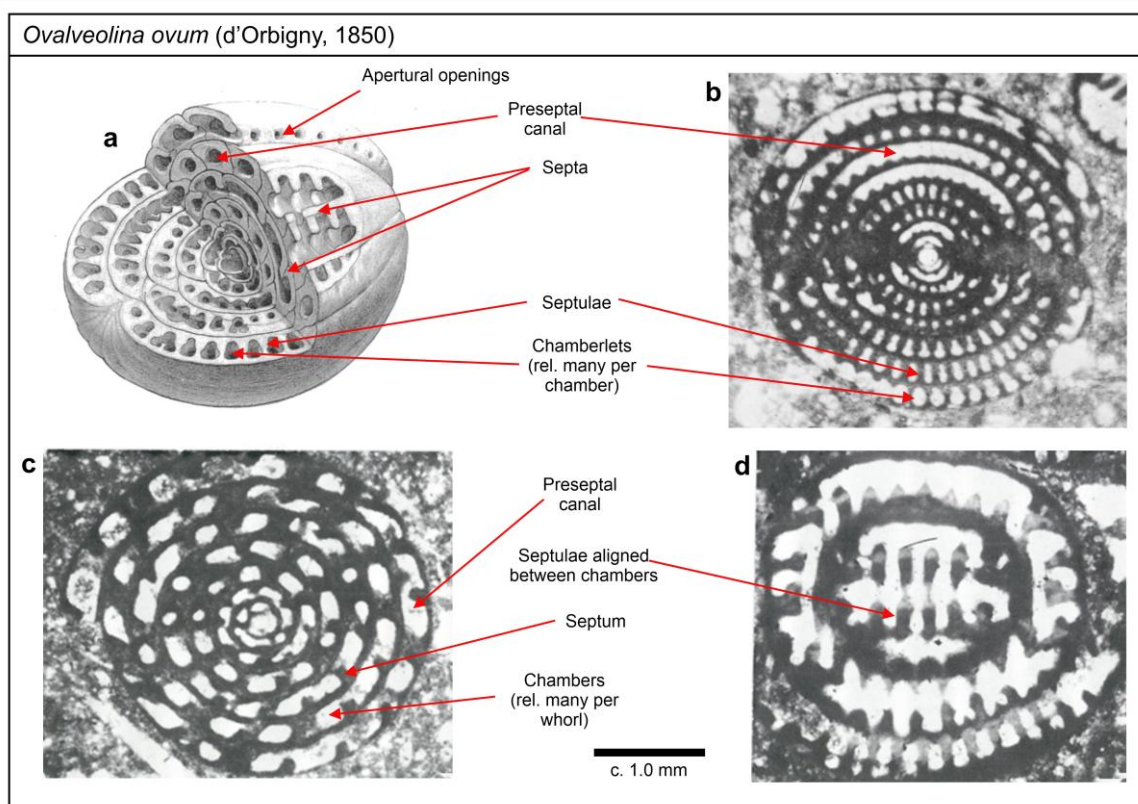 Ovalveolina ovum (d’Orbigny, 1850)
Apertural openings
a
b
Preseptal
canal
Septa
Septulae
Chamberlets
(rel. many per
chamber)
c
d
Preseptal
canal
Septulae aligned
between chambers
Septum
Chambers
(rel. many per
whorl)
c. 1.0 mm